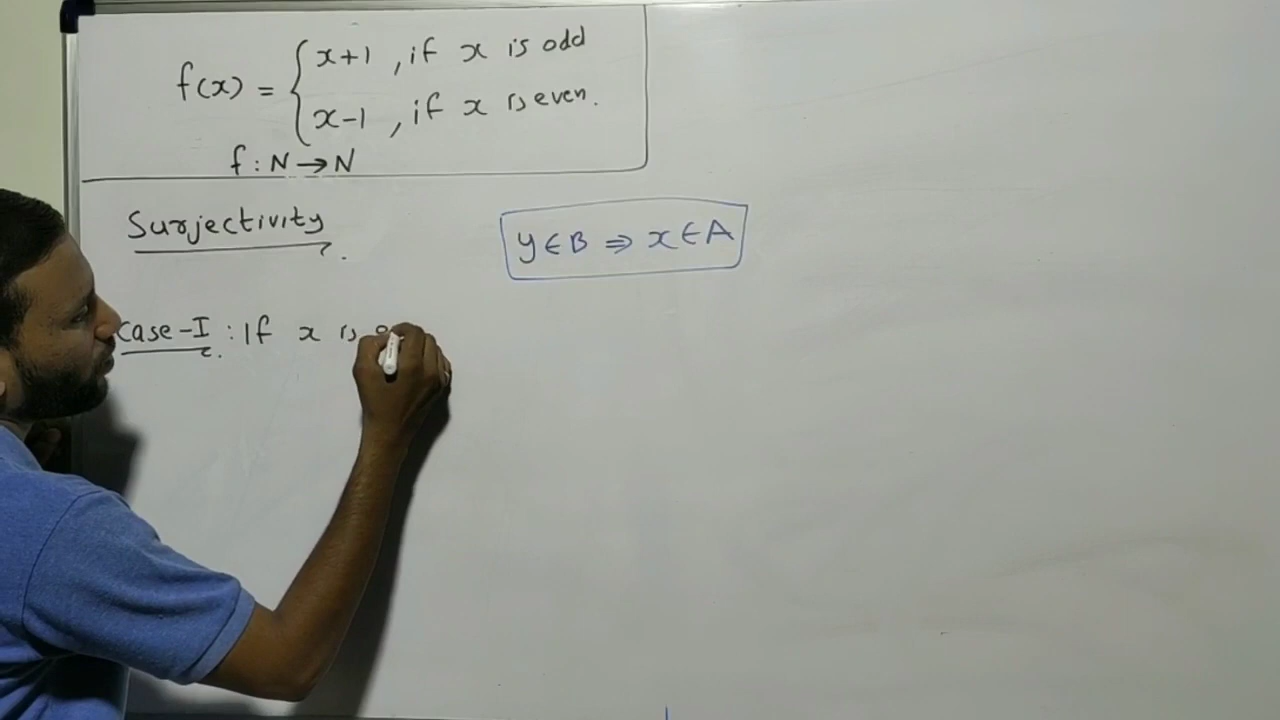 f(x) = { x+1 , if x is odd
x-1 , if x is even.
f : N → N
Surjectivity
y ∈ B ⇒ x ∈ A
Case-I : If x is